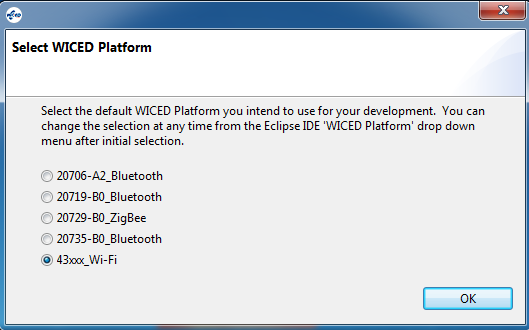 WICED
Select WICED Platform
Select the default WICED Platform you intend to use for your development. You can
change the selection at any time from the Eclipse IDE 'WICED Platform' drop down
menu after initial selection.
20706-A2_Bluetooth
20719-B0_Bluetooth
20729-B0_ZigBee
20735-B0_Bluetooth
43xxx_Wi-Fi
OK